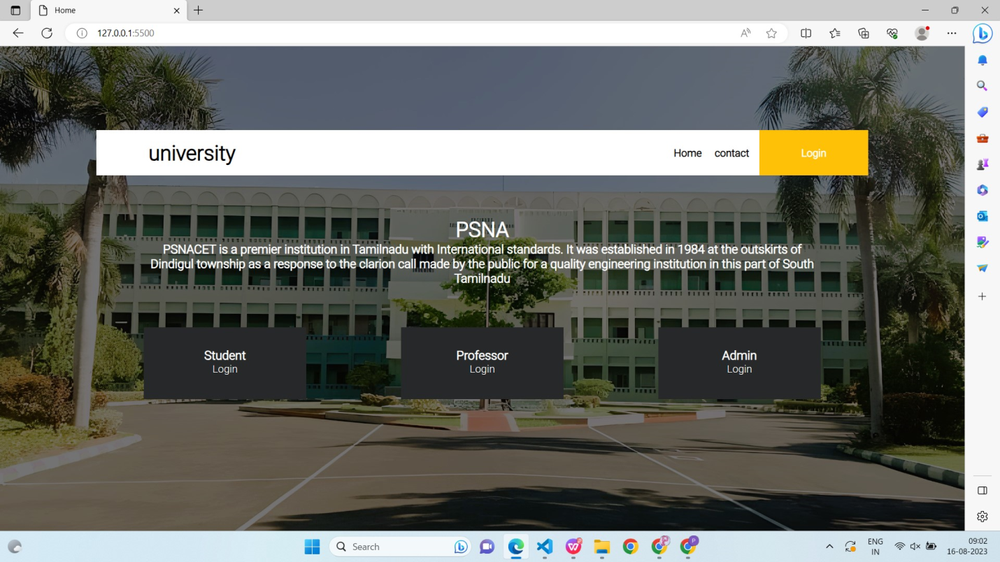 Home
127.0.0.1:5500
university
Home
contact
Login
PSNA
PSNACET is a premier institution in Tamilnadu with International standards. It was established in 1984 at the outskirts of
Dindigul township as a response to the clarion call made by the public for a quality engineering institution in this part of South
Tamilnadu
Student
Login
Professor
Login
Admin
Login
Search
ENG
IN
09:02
16-08-2023